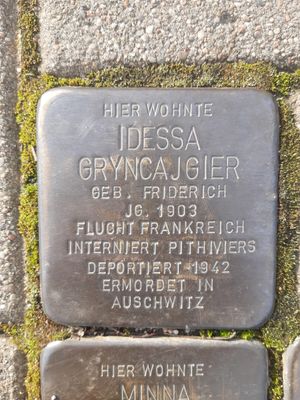 HIER WOHNTE
IDESSA
GRYNCAJGIER
GEB. FRIDERICH
JG. 1903
FLUCHT FRANKREICH
INTERNIERT PITHIVIERS
DEPORTIERT 1942
ERMORDET IN
AUSCHWITZ
HIER WOHNTE
MINNA